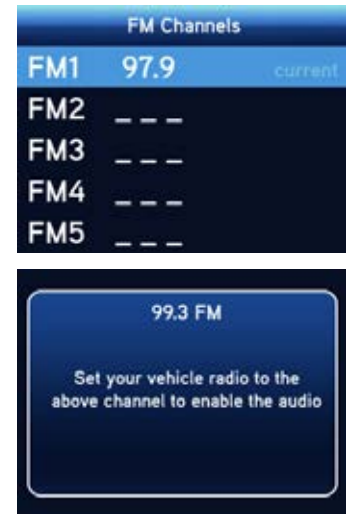 FM Channels
FM1 97.9 current
FM2 _ _ _
FM3 _ _ _
FM4 _ _ _
FM5 _ _ _
99.3 FM
Set your vehicle radio to the
above channel to enable the audio